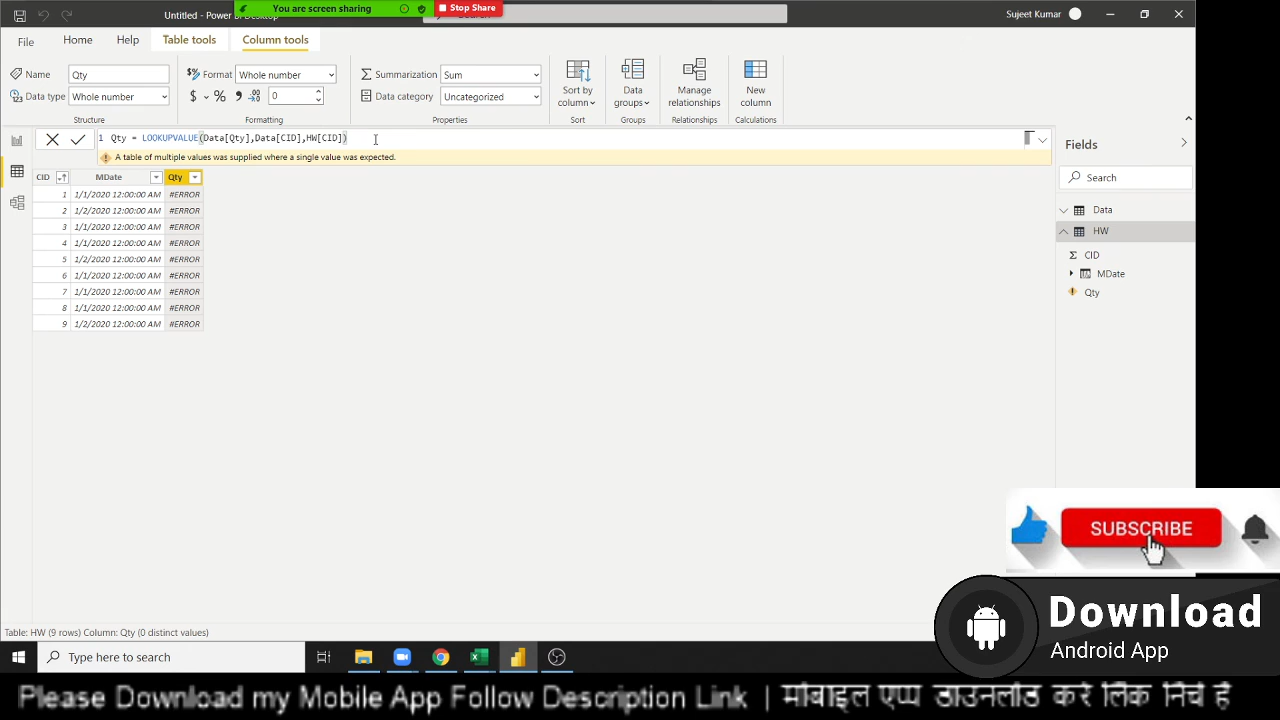 Untitled - Power BI Desktop
You are screen sharing
Stop Share
Sujeet Kumar
File
Home
Help
Table tools
Column tools
Name
Qty
Format
Whole number
Summarization
Sum
Data type
Whole number
$ % 9 0
Data category
Uncategorized
Sort by column
Data groups
Manage relationships
New column
Structure
Formatting
Properties
Sort
Groups
Relationships
Calculations
1 Qty = LOOKUPVALUE(Data[Qty],Data[CID],HW[CID])
A table of multiple values was supplied where a single value was expected.
CID MDate Qty
1 1/1/2020 12:00:00 AM #ERROR
2 1/2/2020 12:00:00 AM #ERROR
3 1/1/2020 12:00:00 AM #ERROR
4 1/1/2020 12:00:00 AM #ERROR
5 1/2/2020 12:00:00 AM #ERROR
6 1/1/2020 12:00:00 AM #ERROR
7 1/1/2020 12:00:00 AM #ERROR
8 1/1/2020 12:00:00 AM #ERROR
9 1/2/2020 12:00:00 AM #ERROR
Fields
Search
Data
HW
CID
MDate
Qty
SUBSCRIBE
Download
Android App
Table: HW (9 rows) Column: Qty (0 distinct values)
Type here to search
Please Download my Mobile App Follow Description Link | मोबाइल एप्प डाउनलोड करे लिंक निचे है